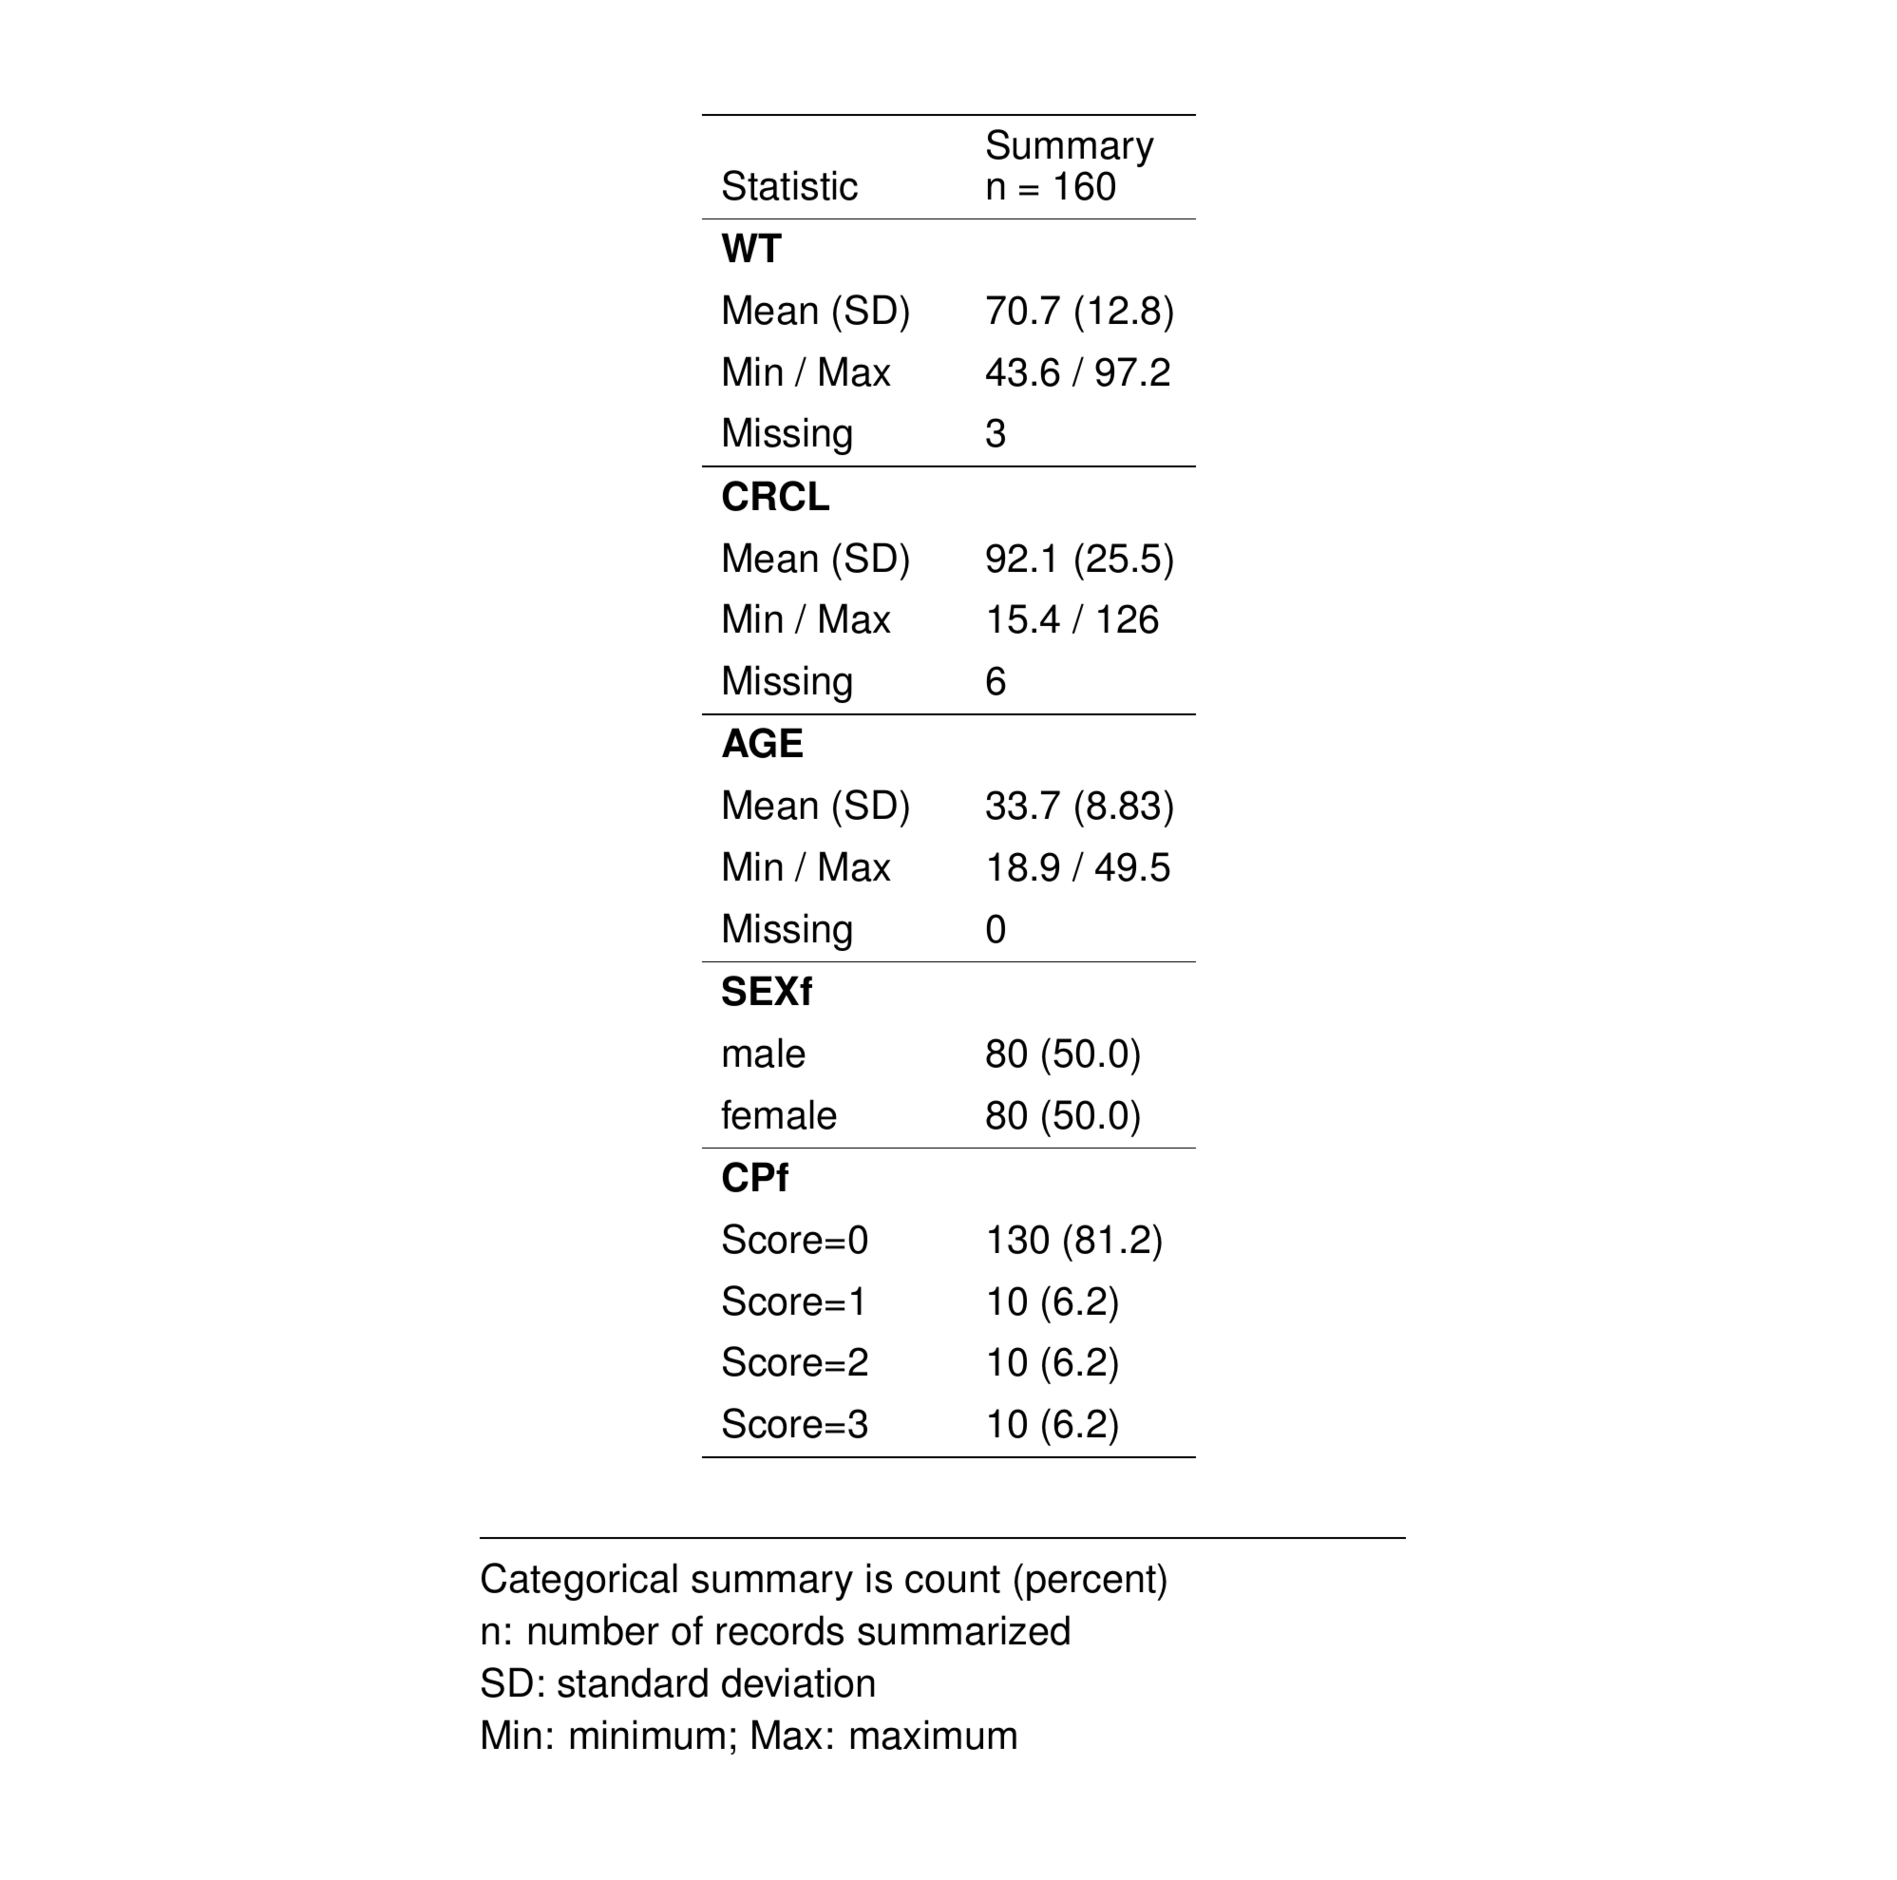 Summary
Statistic n = 160
WT
Mean (SD) 70.7 (12.8)
Min / Max 43.6 / 97.2
Missing 3
CRCL
Mean (SD) 92.1 (25.5)
Min / Max 15.4 / 126
Missing 6
AGE
Mean (SD) 33.7 (8.83)
Min / Max 18.9 / 49.5
Missing 0
SEXf
male 80 (50.0)
female 80 (50.0)
CPf
Score=0 130 (81.2)
Score=1 10 (6.2)
Score=2 10 (6.2)
Score=3 10 (6.2)
Categorical summary is count (percent)
n: number of records summarized
SD: standard deviation
Min: minimum; Max: maximum